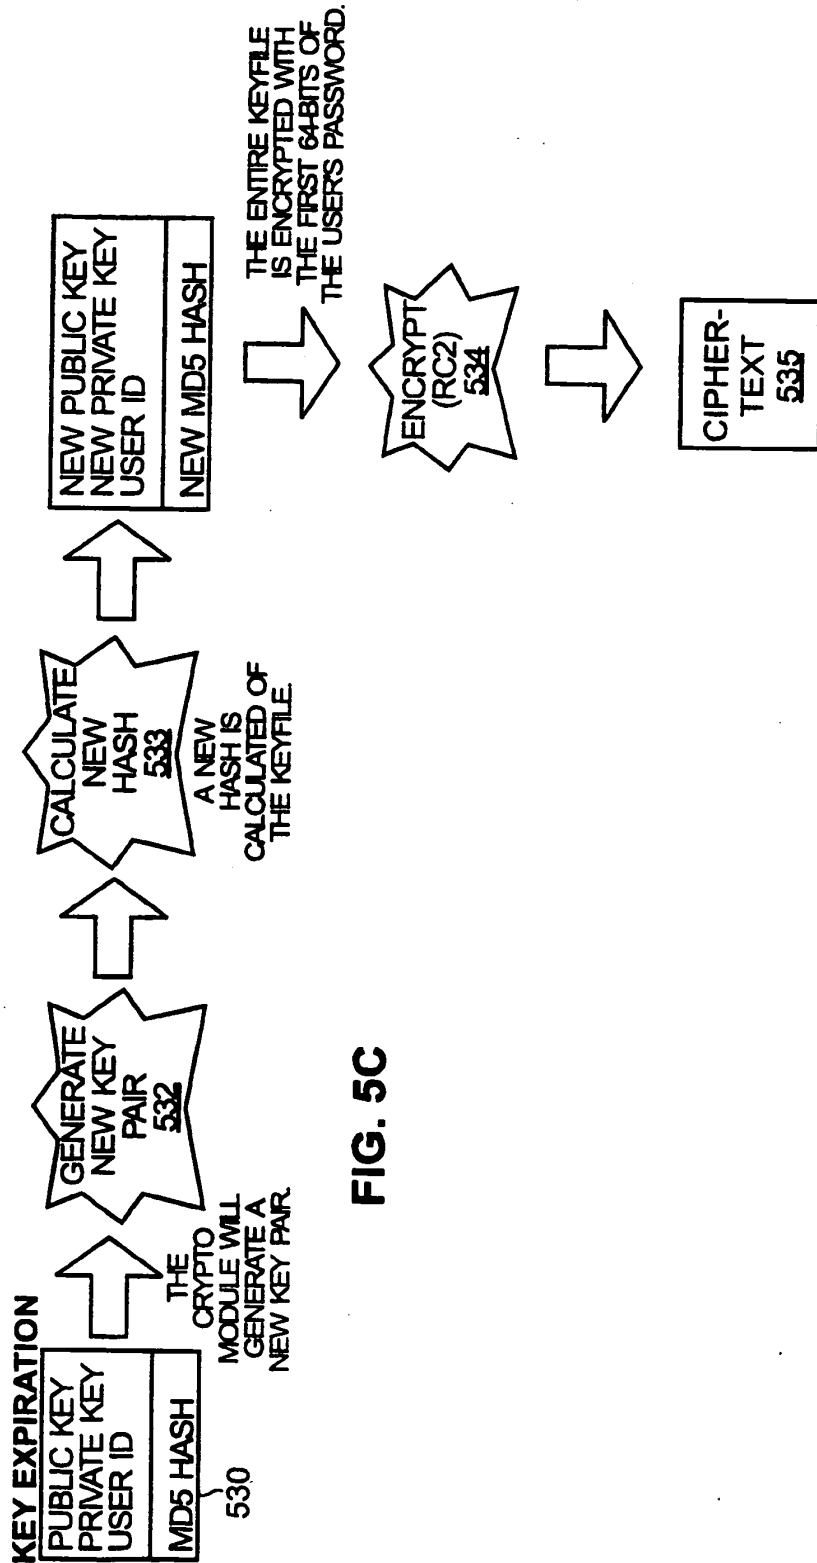 KEY EXPIRATION
PUBLIC KEY
PRIVATE KEY
USER ID
MD5 HASH
530
THE
CRYPTO
MODULE WILL
GENERATE A
NEW KEY PAIR.
GENERATE
NEW KEY
PAIR
532
CALCULATE
NEW
HASH
533
A NEW
HASH IS
CALCULATED OF
THE KEYFILE.
NEW PUBLIC KEY
NEW PRIVATE KEY
USER ID
NEW MD5 HASH
THE ENTIRE KEYFILE
IS ENCRYPTED WITH
THE FIRST 64-BITS OF
THE USER'S PASSWORD.
ENCRYPT
(RC2)
534
CIPHER-
TEXT
535
FIG. 5C